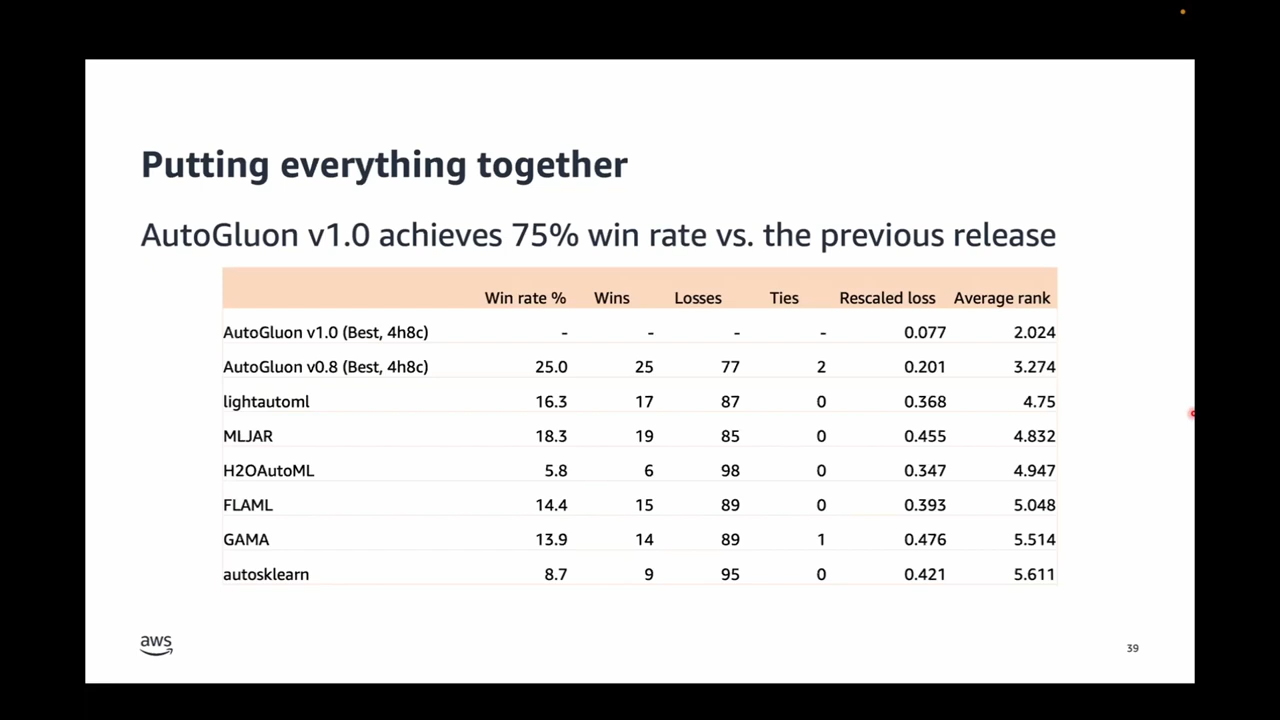 Putting everything together
AutoGluon v1.0 achieves 75% win rate vs. the previous release
Win rate % Wins Losses Ties Rescaled loss Average rank
AutoGluon v1.0 (Best, 4h8c) - - - - 0.077 2.024
AutoGluon v0.8 (Best, 4h8c) 25.0 25 77 2 0.201 3.274
lightautoml 16.3 17 87 0 0.368 4.75
MLJAR 18.3 19 85 0 0.455 4.832
H2OAutoML 5.8 6 98 0 0.347 4.947
FLAML 14.4 15 89 0 0.393 5.048
GAMA 13.9 14 89 1 0.476 5.514
autosklearn 8.7 9 95 0 0.421 5.611
aws
39